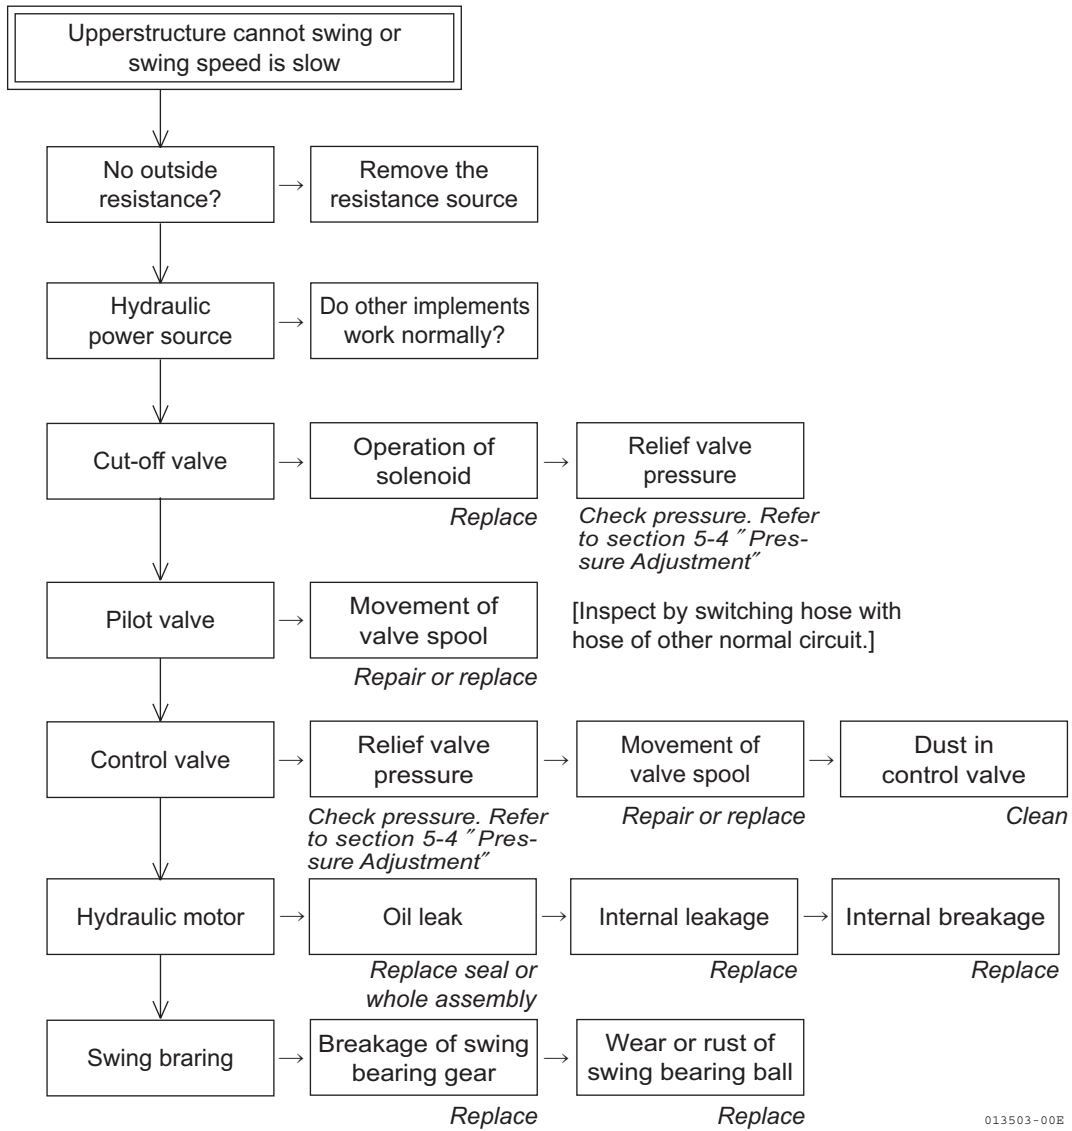 Upperstructure cannot swing or
swing speed is slow
No outside
resistance?
Remove the
resistance source
Hydraulic
power source
Do other implements
work normally?
Cut-off valve
Operation of
solenoid
Replace
Relief valve
pressure
Check pressure. Refer
to section 5-4 ″Pres-
sure Adjustment″
Pilot valve
Movement of
valve spool
Repair or replace
[Inspect by switching hose with
hose of other normal circuit.]
Control valve
Relief valve
pressure
Check pressure. Refer
to section 5-4 ″Pres-
sure Adjustment″
Movement of
valve spool
Repair or replace
Dust in
control valve
Clean
Hydraulic motor
Oil leak
Replace seal or
whole assembly
Internal leakage
Replace
Internal breakage
Replace
Swing braring
Breakage of swing
bearing gear
Replace
Wear or rust of
swing bearing ball
Replace
013503-00E